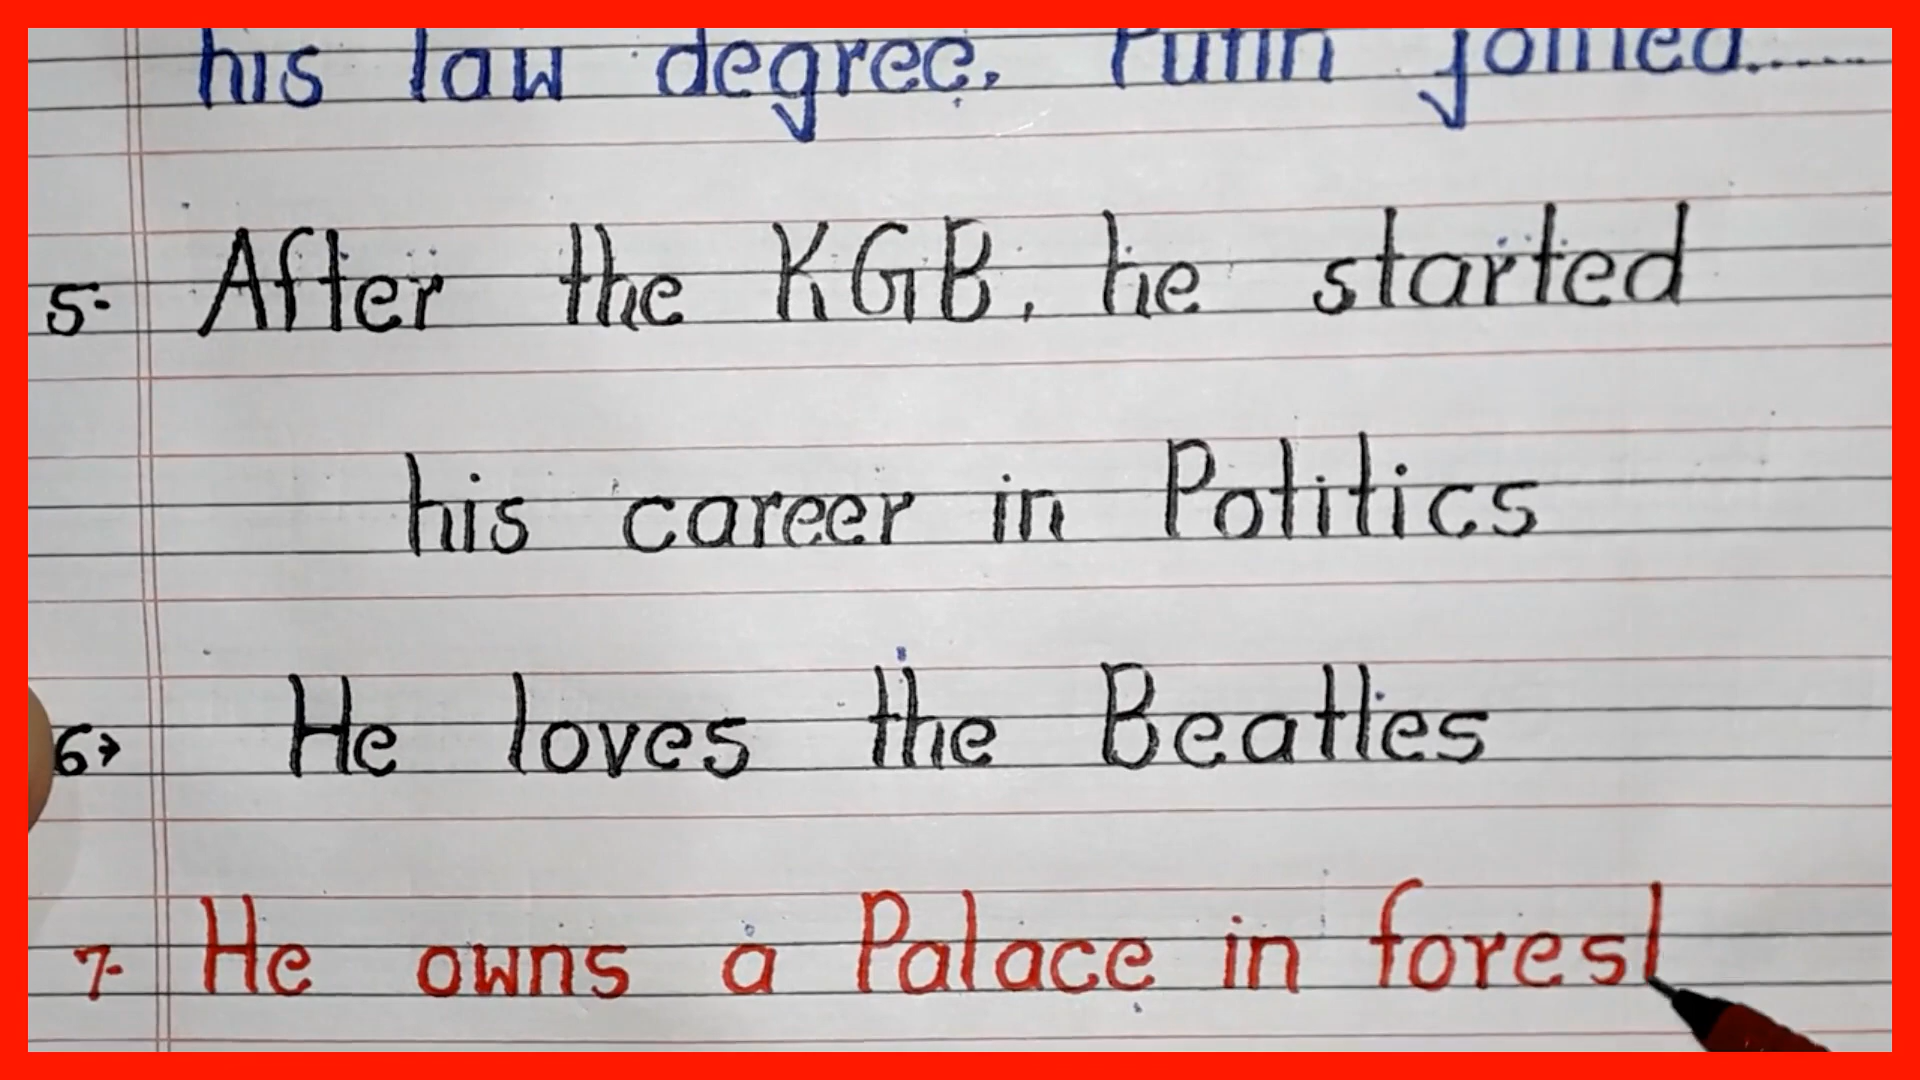 his law degree. Putin joined......
5- After the KGB, he started
his career in Politics
6→ He loves the Beatles
7- He owns a Palace in forest